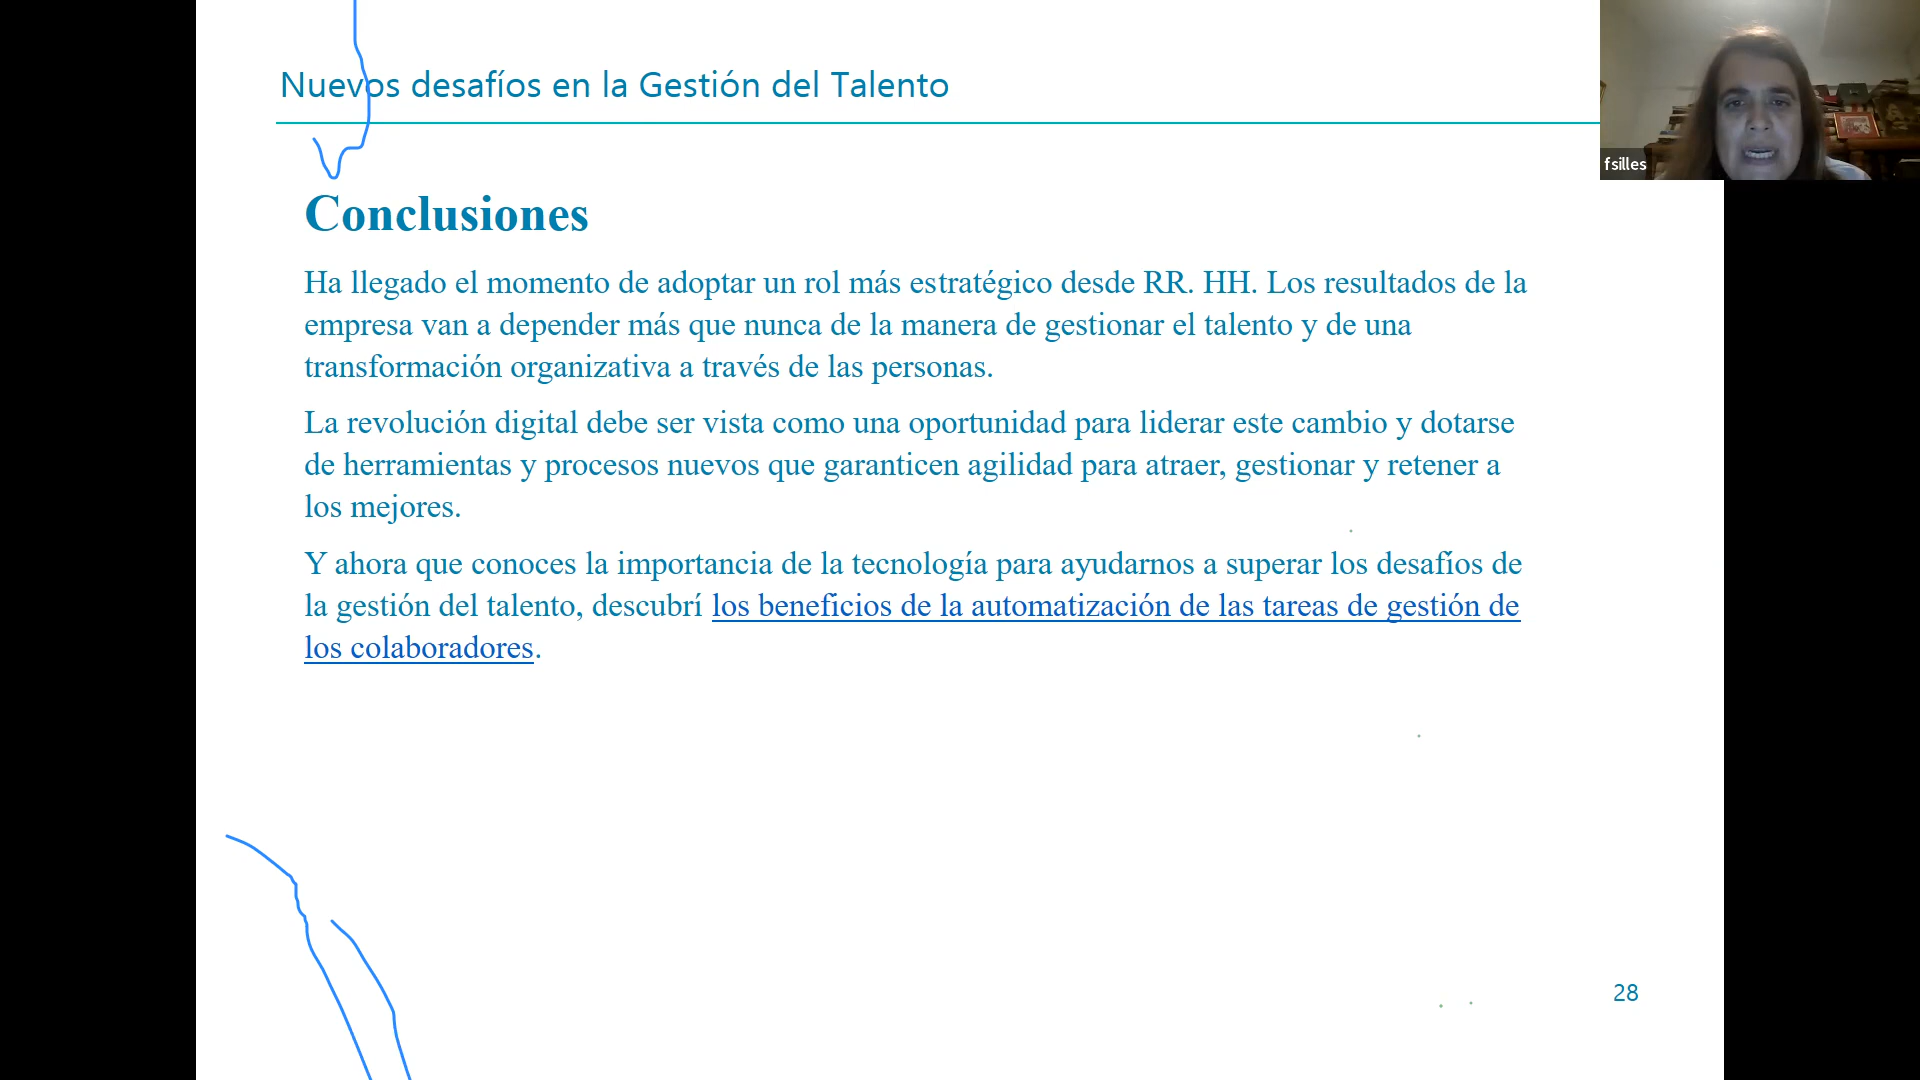 Nuevos desafíos en la Gestión del Talento
fsilles
Conclusiones
Ha llegado el momento de adoptar un rol más estratégico desde RR. HH. Los resultados de la
empresa van a depender más que nunca de la manera de gestionar el talento y de una
transformación organizativa a través de las personas.
La revolución digital debe ser vista como una oportunidad para liderar este cambio y dotarse
de herramientas y procesos nuevos que garanticen agilidad para atraer, gestionar y retener a
los mejores.
Y ahora que conoces la importancia de la tecnología para ayudarnos a superar los desafíos de
la gestión del talento, descubrí los beneficios de la automatización de las tareas de gestión de
los colaboradores.
28